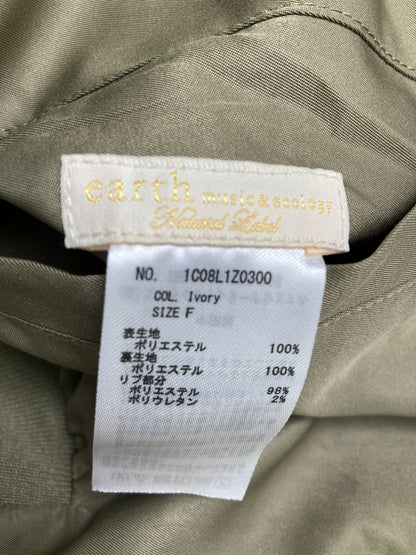 earth music & ecology
Natural Label
NO. 1C08L1Z0300
COL. Ivory
SIZE F
表生地
ポリエステル 100%
裏生地
ポリエステル 100%
リブ部分
ポリエステル 98%
ポリウレタン 2%